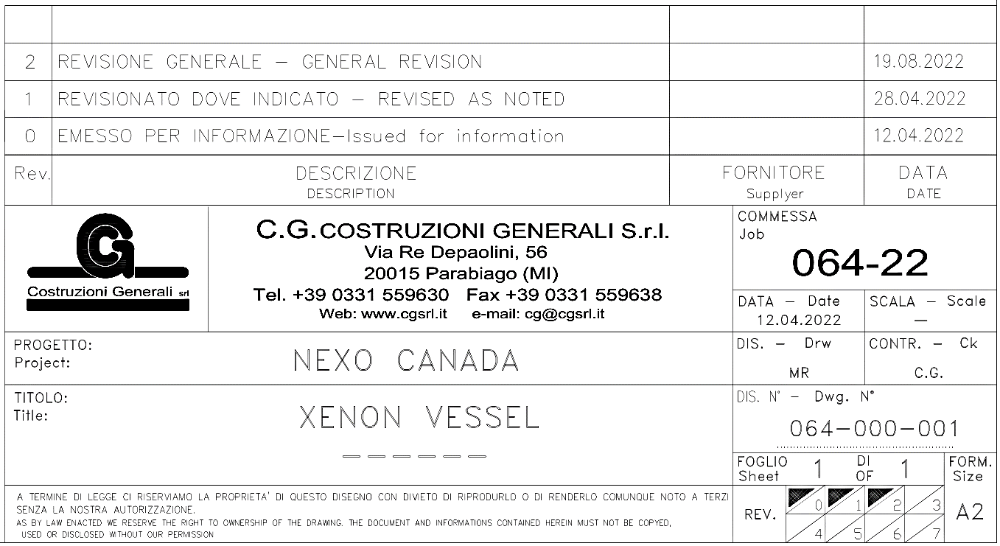 2 REVISIONE GENERALE – GENERAL REVISION 19.08.2022
1 REVISIONATO DOVE INDICATO – REVISED AS NOTED 28.04.2022
0 EMESSO PER INFORMAZIONE–Issued for information 12.04.2022
Rev. DESCRIZIONE FORNITORE DATA
DESCRIPTION Supplyer DATE
CG
Costruzioni Generali srl
C.G. COSTRUZIONI GENERALI S.r.l.
Via Re Depaolini, 56
20015 Parabiago (MI)
Tel. +39 0331 559630 Fax +39 0331 559638
Web: www.cgsrl.it e-mail: cg@cgsrl.it
COMMESSA
Job
064-22
DATA – Date SCALA – Scale
12.04.2022 —
PROGETTO:
Project:
NEXO CANADA
DIS. – Drw CONTR. – Ck
MR C.G.
TITOLO:
Title:
XENON VESSEL
– – – – – –
DIS. N° – Dwg. N°
064-000-001
FOGLIO 1 DI 1 FORM.
Sheet OF Size
A TERMINE DI LEGGE CI RISERVIAMO LA PROPRIETA' DI QUESTO DISEGNO CON DIVIETO DI RIPRODURLO O DI RENDERLO COMUNQUE NOTO A TERZI
SENZA LA NOSTRA AUTORIZZAZIONE.
AS BY LAW ENACTED WE RESERVE THE RIGHT TO OWNERSHIP OF THE DRAWING. THE DOCUMENT AND INFORMATIONS CONTAINED HEREIN MUST NOT BE COPYED,
USED OR DISCLOSED WITHOUT OUR PERMISSION
REV. 0 1 2 3 A2
4 5 6 7